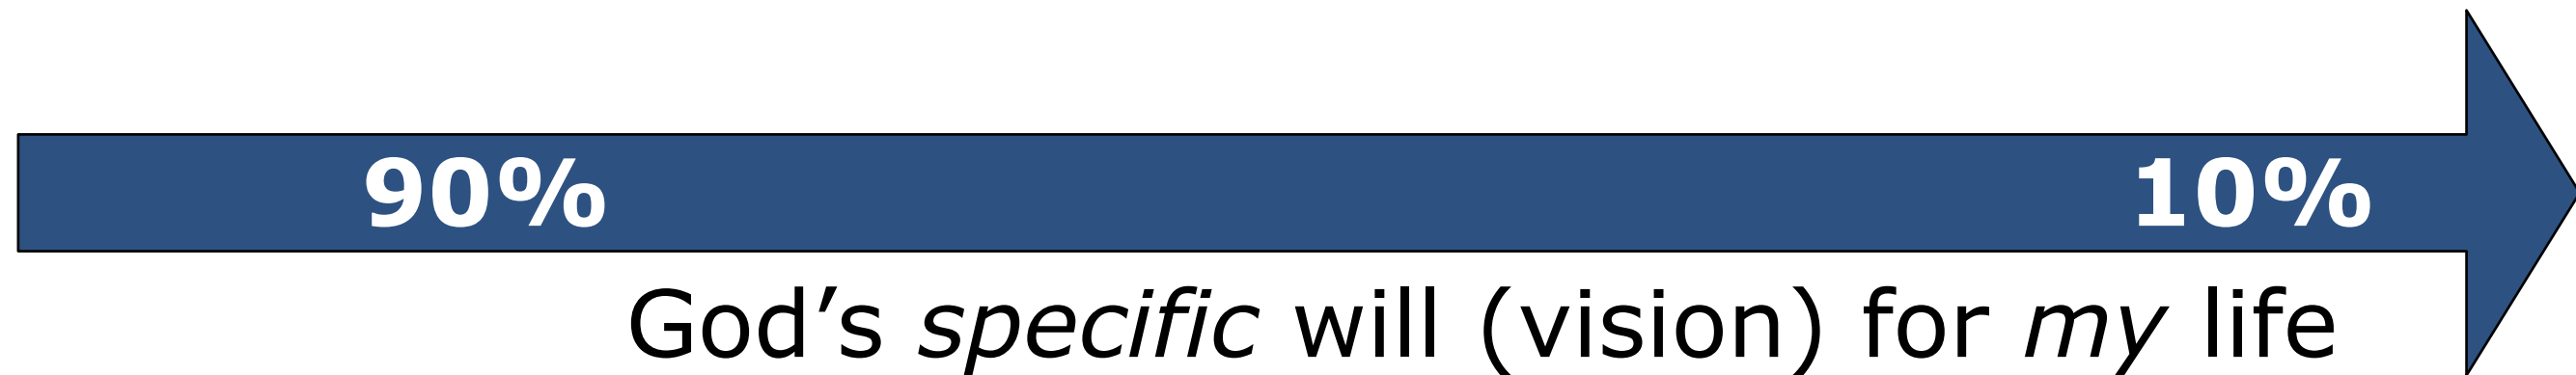 90% 10%
God’s specific will (vision) for my life